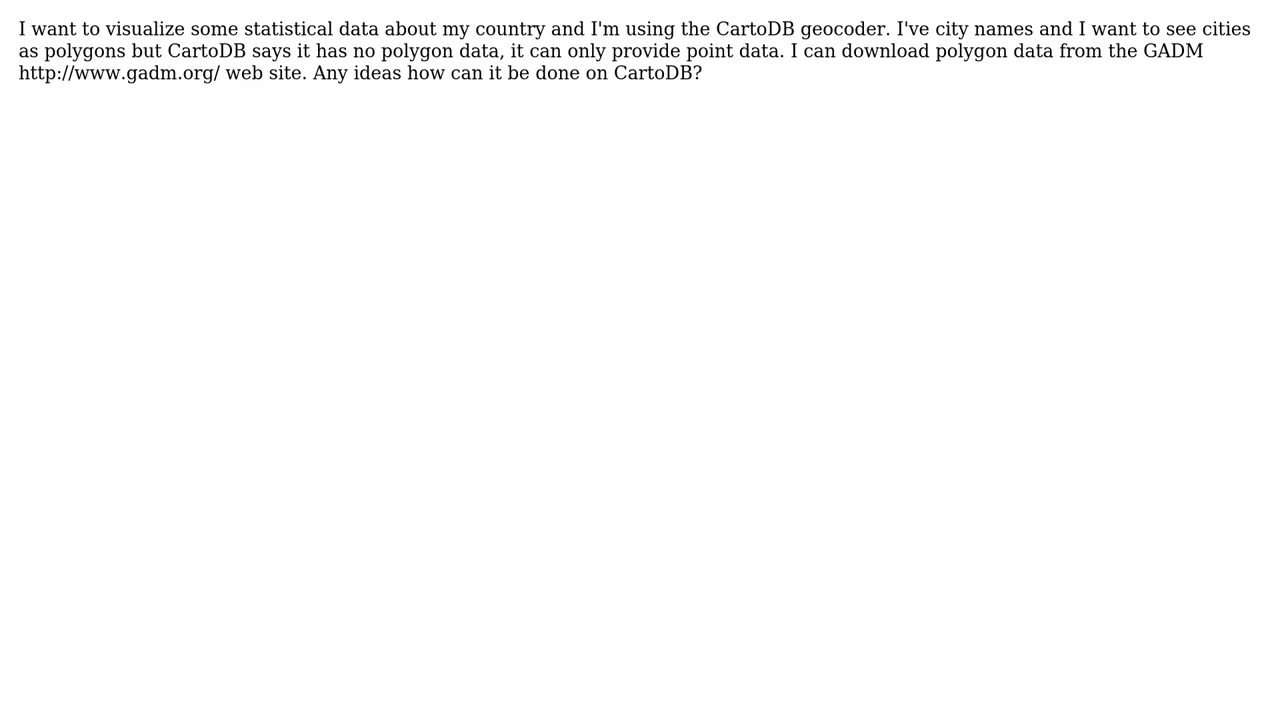 I want to visualize some statistical data about my country and I'm using the CartoDB geocoder. I've city names and I want to see cities
as polygons but CartoDB says it has no polygon data, it can only provide point data. I can download polygon data from the GADM
http://www.gadm.org/ web site. Any ideas how can it be done on CartoDB?